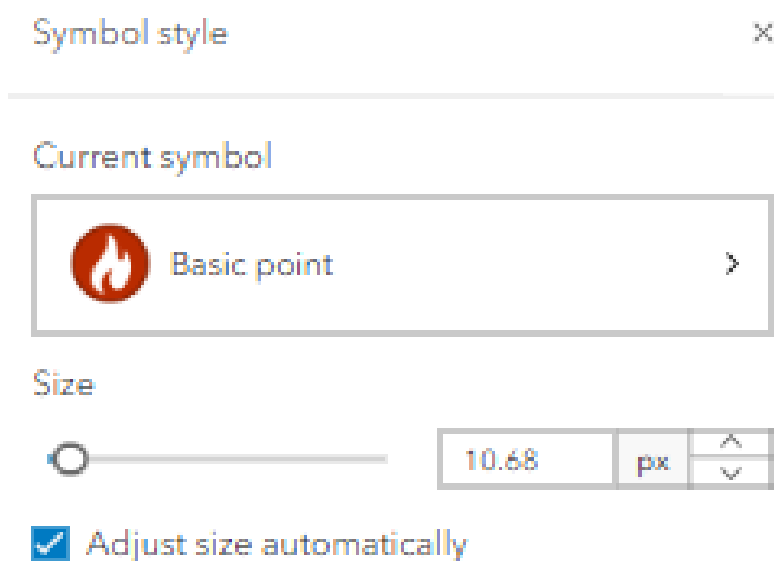 Symbol style
Current symbol
Basic point
Size
10.68 px
Adjust size automatically